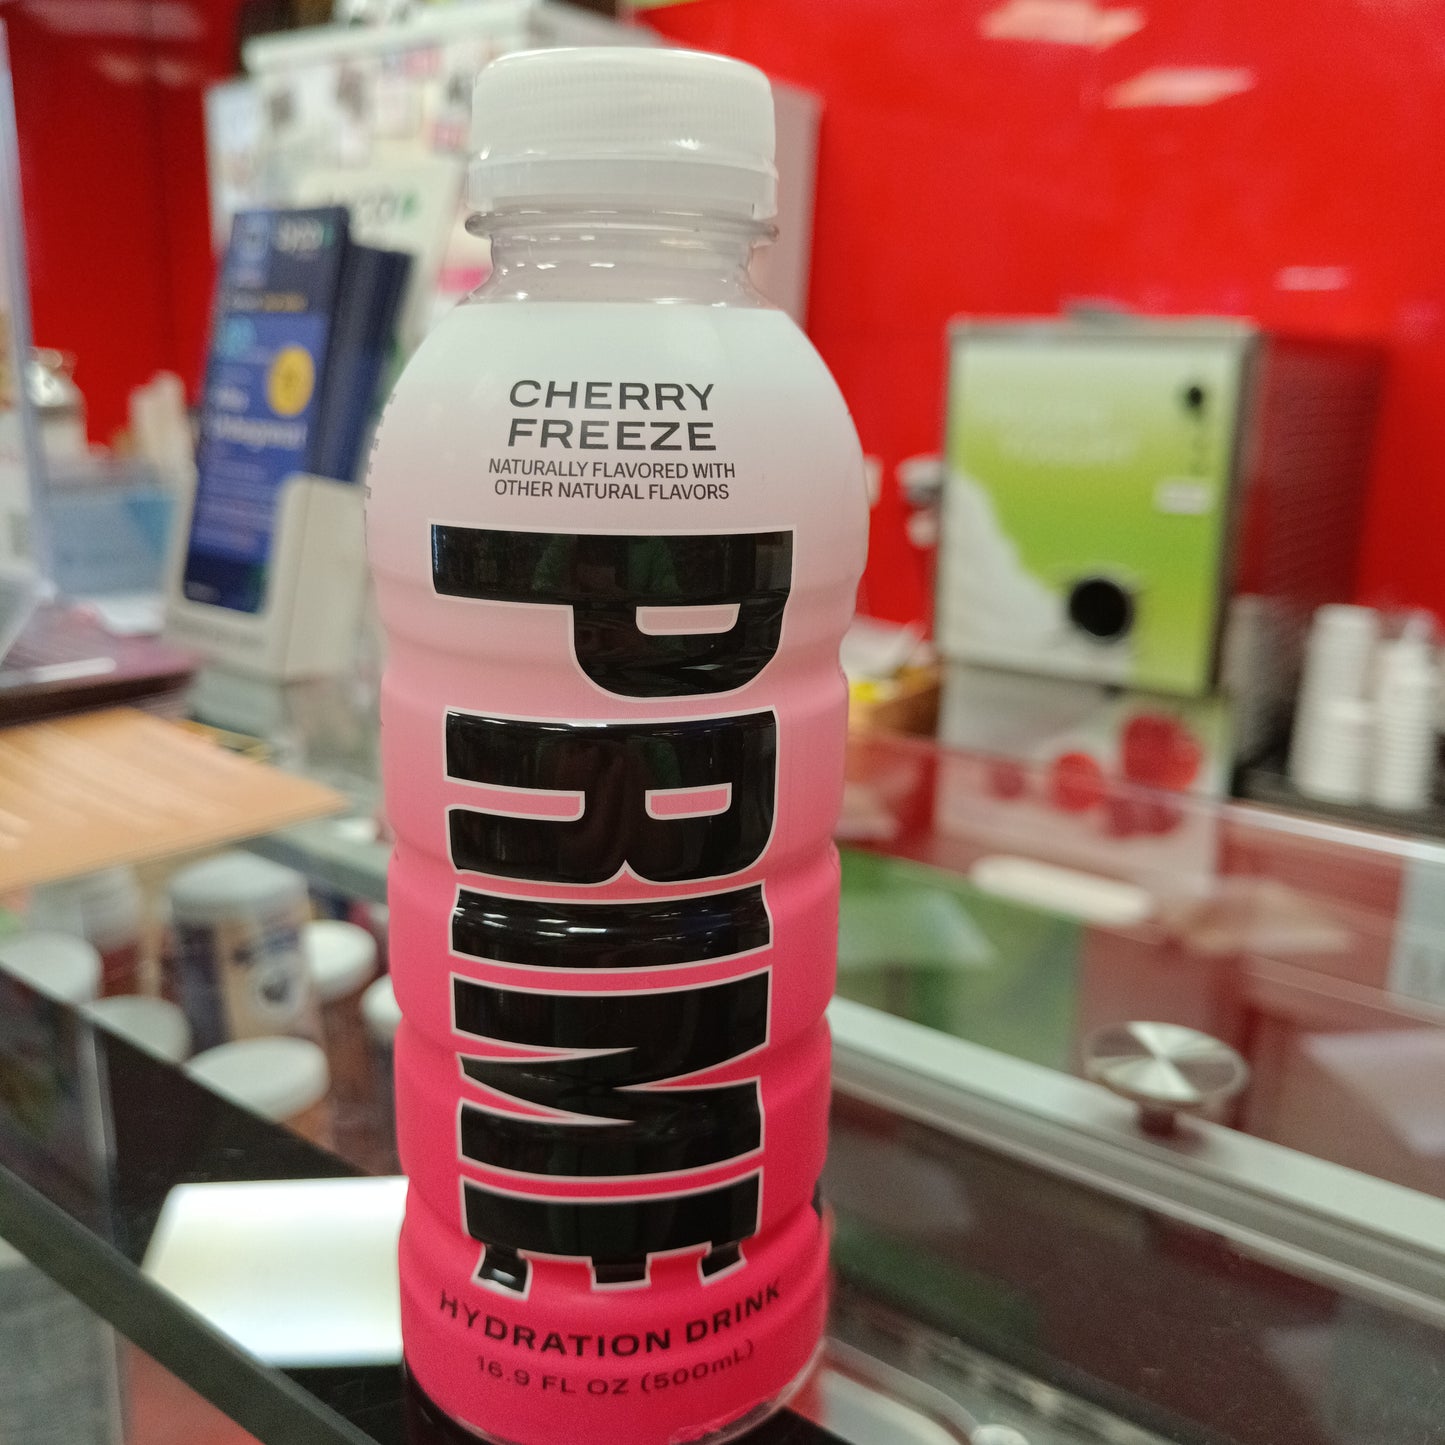 CHERRY
FREEZE
NATURALLY FLAVORED WITH
OTHER NATURAL FLAVORS
PRIME
HYDRATION DRINK
16.9 FL OZ (500mL)